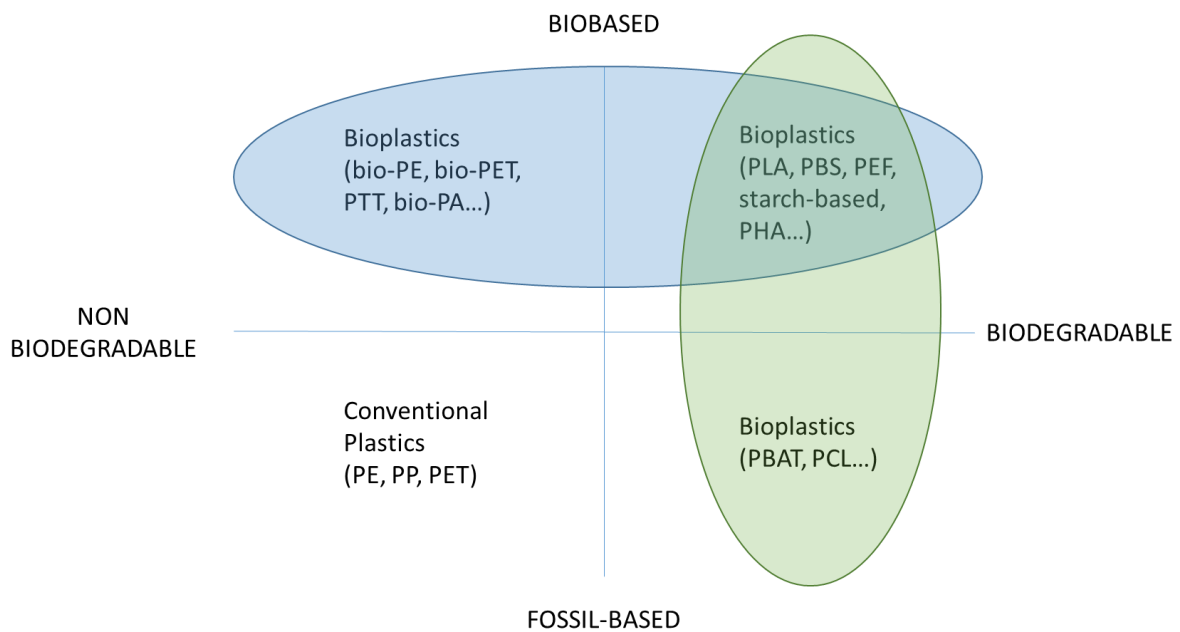 BIOBASED
Bioplastics
(bio-PE, bio-PET,
PTT, bio-PA...)
Bioplastics
(PLA, PBS, PEF,
starch-based,
PHA...)
NON
BIODEGRADABLE
BIODEGRADABLE
Conventional
Plastics
(PE, PP, PET)
Bioplastics
(PBAT, PCL...)
FOSSIL-BASED